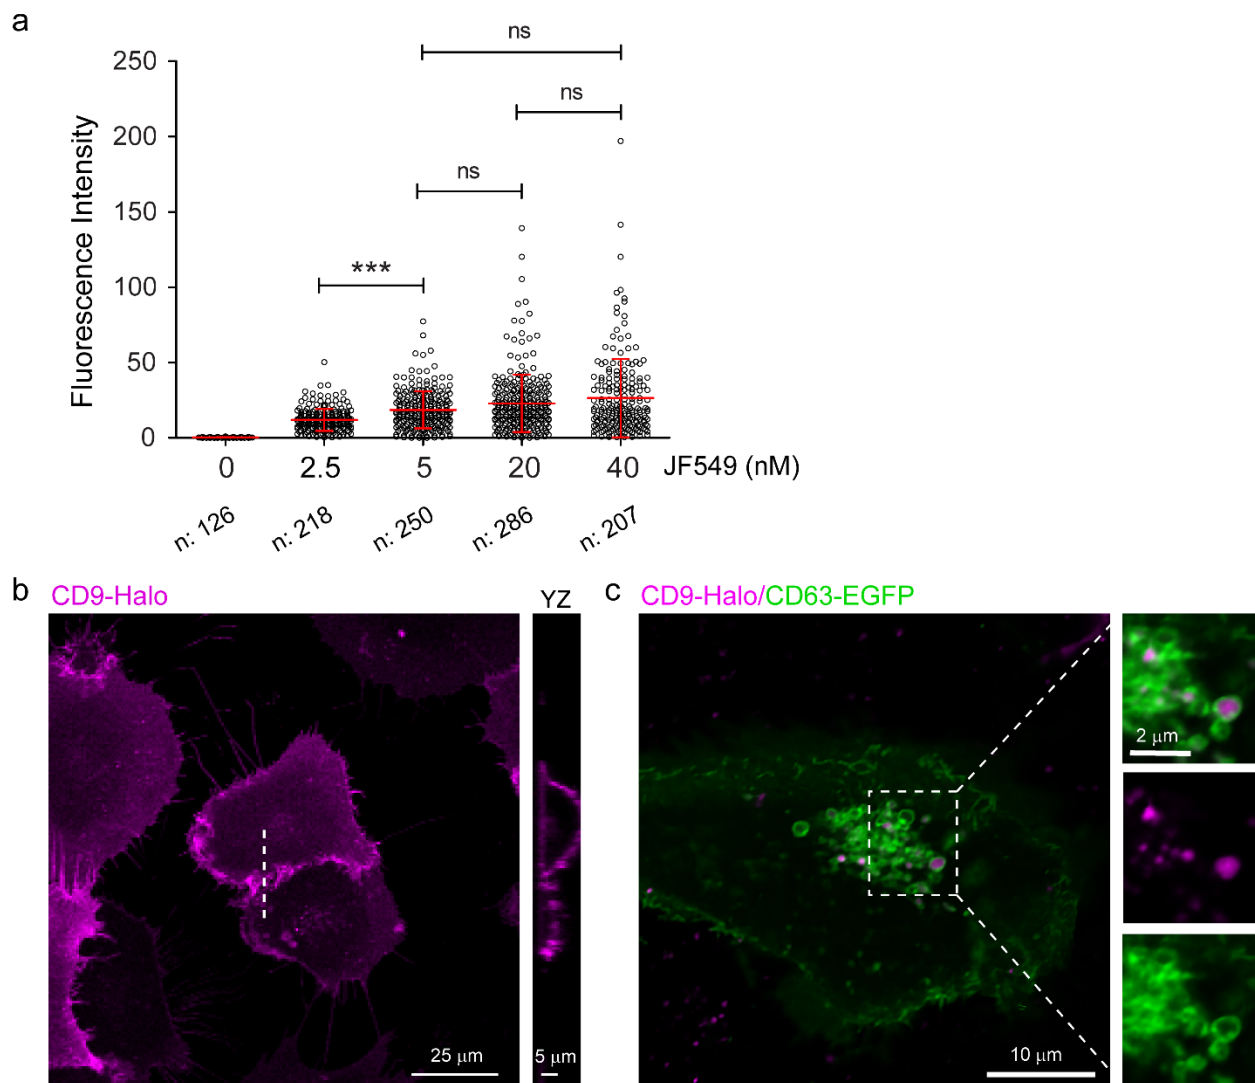 a
ns
250
ns
200
ns
150
***
100
50
0
Fluorescence Intensity
0 2.5 5 20 40 JF549 (nM)
n: 126 n: 218 n: 250 n: 286 n: 207
b CD9-Halo YZ
25 μm
5 μm
c CD9-Halo/CD63-EGFP
2 μm
10 μm